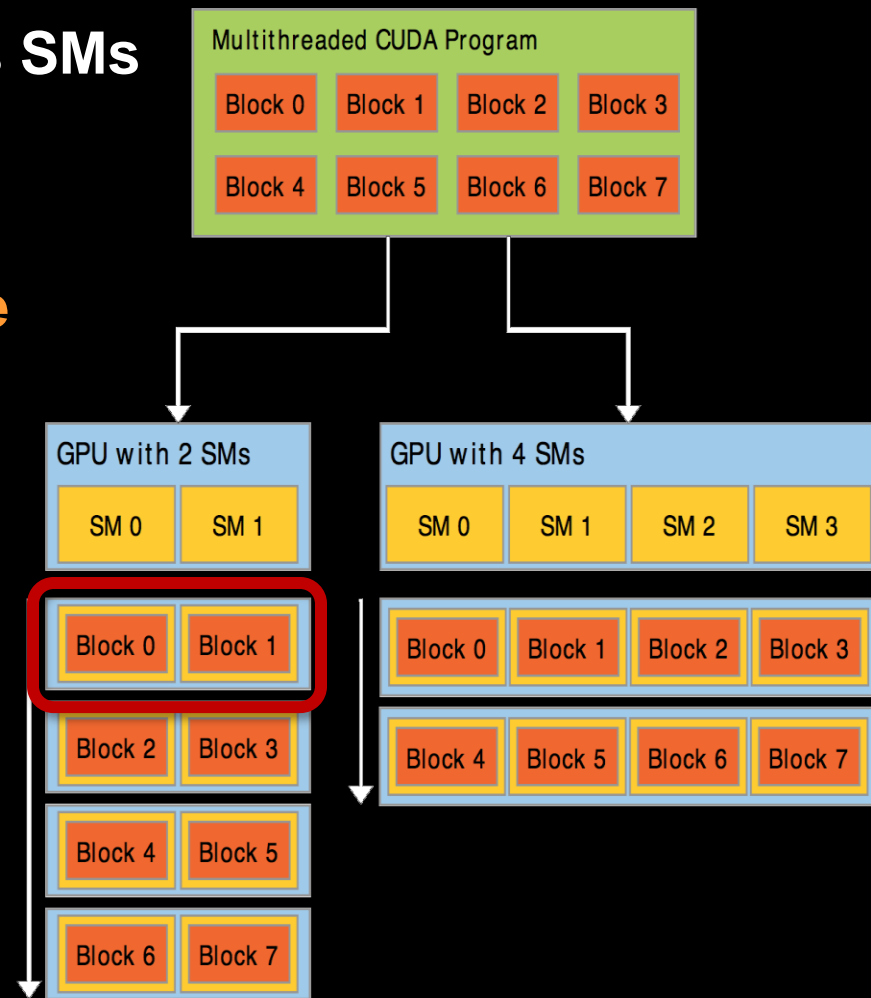 SMs
Multithreaded CUDA Program
Block 0 Block 1 Block 2 Block 3
Block 4 Block 5 Block 6 Block 7
GPU with 2 SMs
SM 0 SM 1
Block 0 Block 1
Block 2 Block 3
Block 4 Block 5
Block 6 Block 7
GPU with 4 SMs
SM 0 SM 1 SM 2 SM 3
Block 0 Block 1 Block 2 Block 3
Block 4 Block 5 Block 6 Block 7